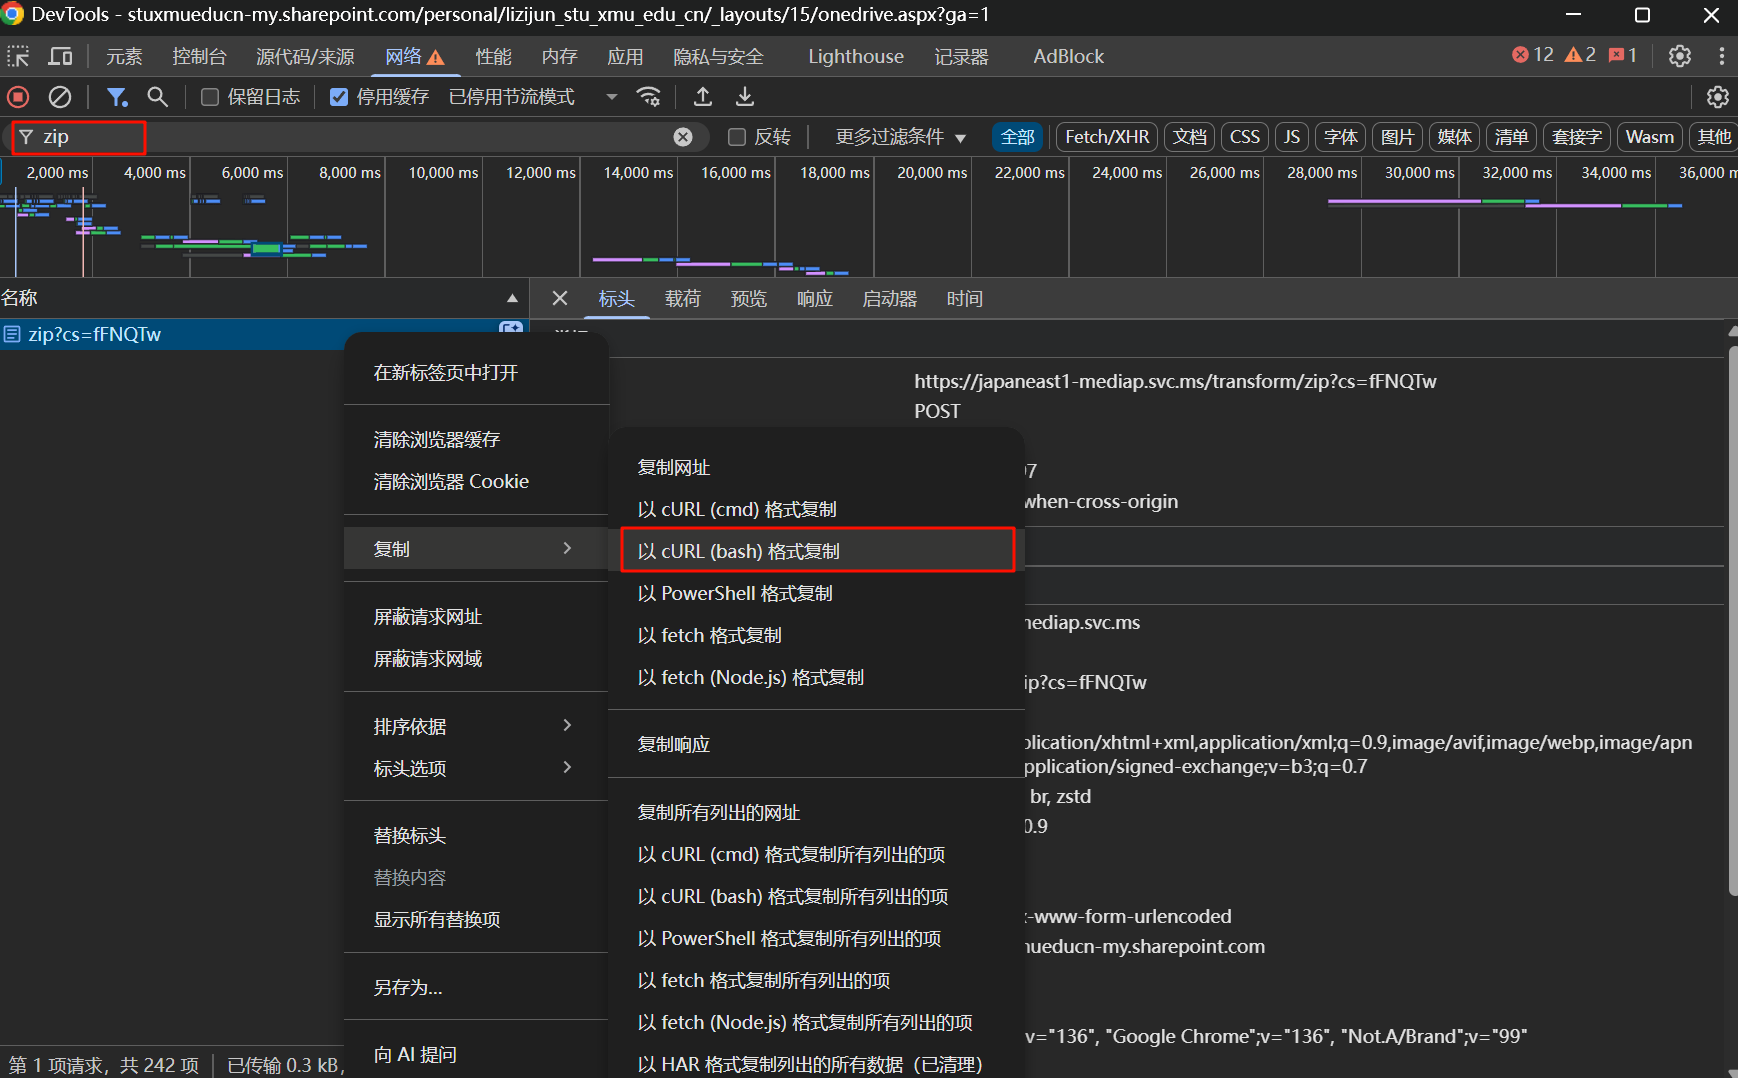 DevTools - stuxmueducn-my.sharepoint.com/personal/lizijun_stu_xmu_edu_cn/_layouts/15/onedrive.aspx?ga=1
元素 控制台 源代码/来源 网络 性能 内存 应用 隐私与安全 Lighthouse 记录器 AdBlock 12 2 1
保留日志 停用缓存 已停用节流模式
zip 反转 更多过滤条件 全部 Fetch/XHR 文档 CSS JS 字体 图片 媒体 清单 套接字 Wasm 其他
2,000 ms 4,000 ms 6,000 ms 8,000 ms 10,000 ms 12,000 ms 14,000 ms 16,000 ms 18,000 ms 20,000 ms 22,000 ms 24,000 ms 26,000 ms 28,000 ms 30,000 ms 32,000 ms 34,000 ms 36,000 m
名称 标头 载荷 预览 响应 启动器 时间
zip?cs=fFNQTw
在新标签页中打开
清除浏览器缓存
清除浏览器 Cookie
复制
屏蔽请求网址
屏蔽请求网域
排序依据
标头选项
替换标头
替换内容
显示所有替换项
另存为...
向 AI 提问
复制网址
以 cURL (cmd) 格式复制
以 cURL (bash) 格式复制
以 PowerShell 格式复制
以 fetch 格式复制
以 fetch (Node.js) 格式复制
复制响应
复制所有列出的网址
以 cURL (cmd) 格式复制所有列出的项
以 cURL (bash) 格式复制所有列出的项
以 PowerShell 格式复制所有列出的项
以 fetch 格式复制所有列出的项
以 fetch (Node.js) 格式复制所有列出的项
以 HAR 格式复制列出的所有数据（已清理）
https://japaneast1-mediap.svc.ms/transform/zip?cs=fFNQTw
POST
)7
when-cross-origin
mediap.svc.ms
ip?cs=fFNQTw
plication/xhtml+xml,application/xml;q=0.9,image/avif,image/webp,image/apn
pplication/signed-exchange;v=b3;q=0.7
br, zstd
0.9
x-www-form-urlencoded
mueducn-my.sharepoint.com
v="136", "Google Chrome";v="136", "Not.A/Brand";v="99"
第 1 项请求，共 242 项 已传输 0.3 kB,